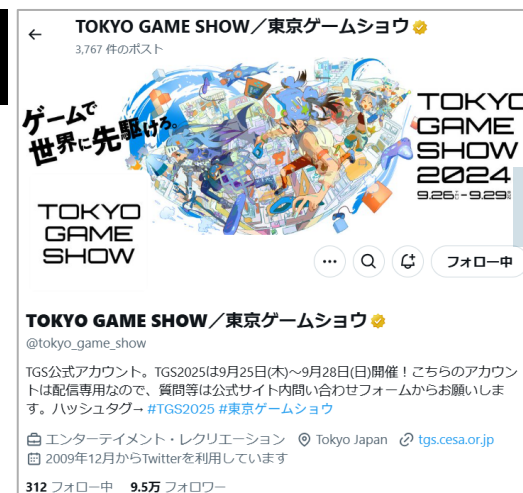 TOKYO GAME SHOW／東京ゲームショウ
3,767 件のポスト
ゲームで
世界に先駆けろ。
TOKYO
GAME
SHOW
2024
9.26 - 9.29
TOKYO
GAME
SHOW
フォロー中
TOKYO GAME SHOW／東京ゲームショウ
@tokyo_game_show
TGS公式アカウント。TGS2025は9月25日(木)～9月28日(日)開催！こちらのアカウン
トは配信専用なので、質問等は公式サイト内問い合わせフォームからお願いしま
す。ハッシュタグ→ #TGS2025 #東京ゲームショウ
エンターテイメント・レクリエーション Tokyo Japan tgs.cesa.or.jp
2009年12月からTwitterを利用しています
312 フォロー中 9.5万 フォロワー